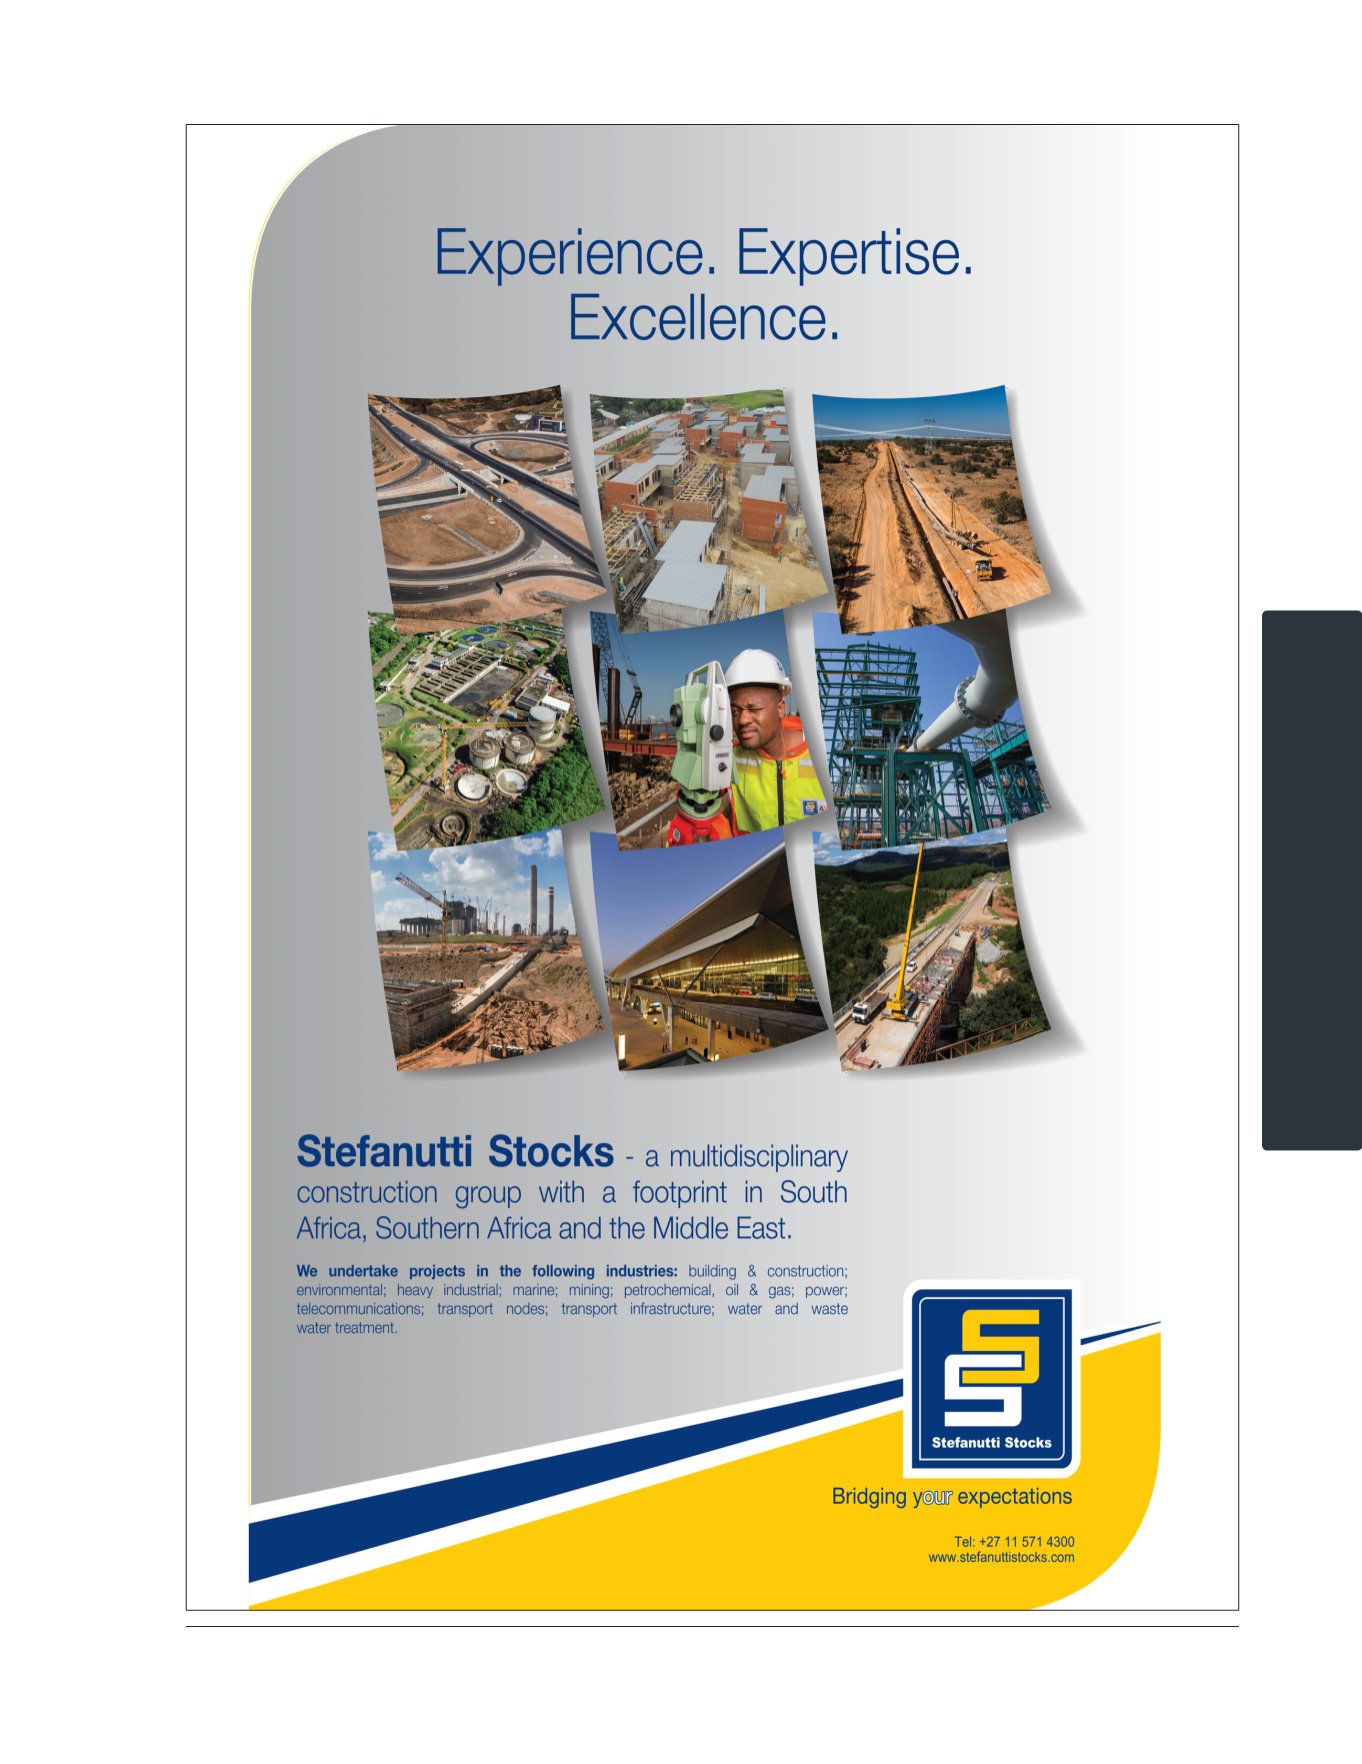 Experience. Expertise.
Excellence.
Stefanutti Stocks - a multidisciplinary
construction group with a footprint in South
Africa, Southern Africa and the Middle East.
We undertake projects in the following industries: building & construction;
environmental; heavy industrial; marine; mining; petrochemical, oil & gas; power;
telecommunications; transport nodes; transport infrastructure; water and waste
water treatment.
Stefanutti Stocks
Bridging your expectations
Tel: +27 11 571 4300
www.stefanuttistocks.com